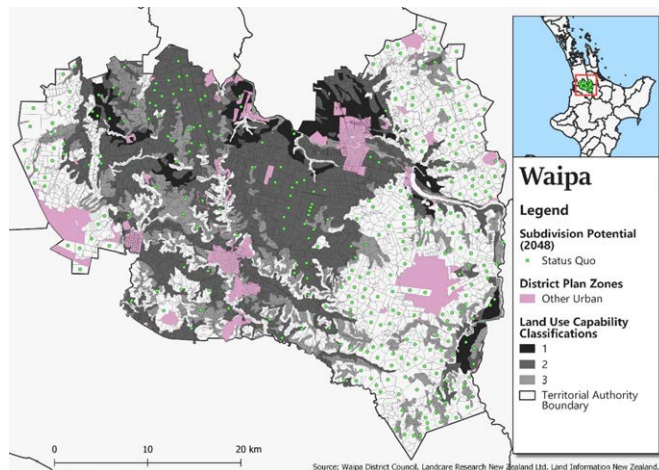 Waipa
Legend
Subdivision Potential
(2048)
Status Quo
District Plan Zones
Other Urban
Land Use Capability
Classifications
1
2
3
Territorial Authority
Boundary
0
10
20 km
Source: Waipa District Council, Landcare Research New Zealand Ltd, Land Information New Zealand.